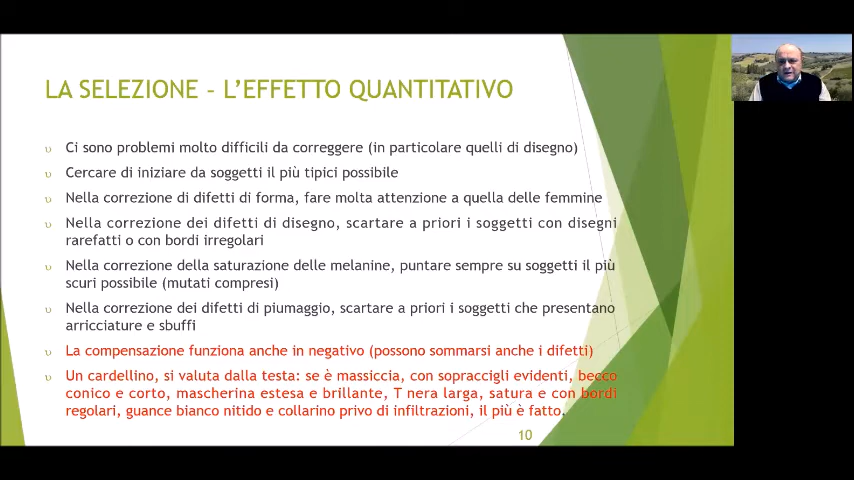 LA SELEZIONE – L'EFFETTO QUANTITATIVO
Ci sono problemi molto difficili da correggere (in particolare quelli di disegno)
Cercare di iniziare da soggetti il più tipici possibile
Nella correzione di difetti di forma, fare molta attenzione a quella delle femmine
Nella correzione dei difetti di disegno, scartare a priori i soggetti con disegni
rarefatti o con bordi irregolari
Nella correzione della saturazione delle melanine, puntare sempre su soggetti il più
scuri possibile (mutati compresi)
Nella correzione dei difetti di piumaggio, scartare a priori i soggetti che presentano
arricciature e sbuffi
La compensazione funziona anche in negativo (possono sommarsi anche i difetti)
Un cardellino, si valuta dalla testa: se è massiccia, con sopraccigli evidenti, becco
conico e corto, mascherina estesa e brillante, T nera larga, satura e con bordi
regolari, guance bianco nitido e collarino privo di infiltrazioni, il più è fatto.
10